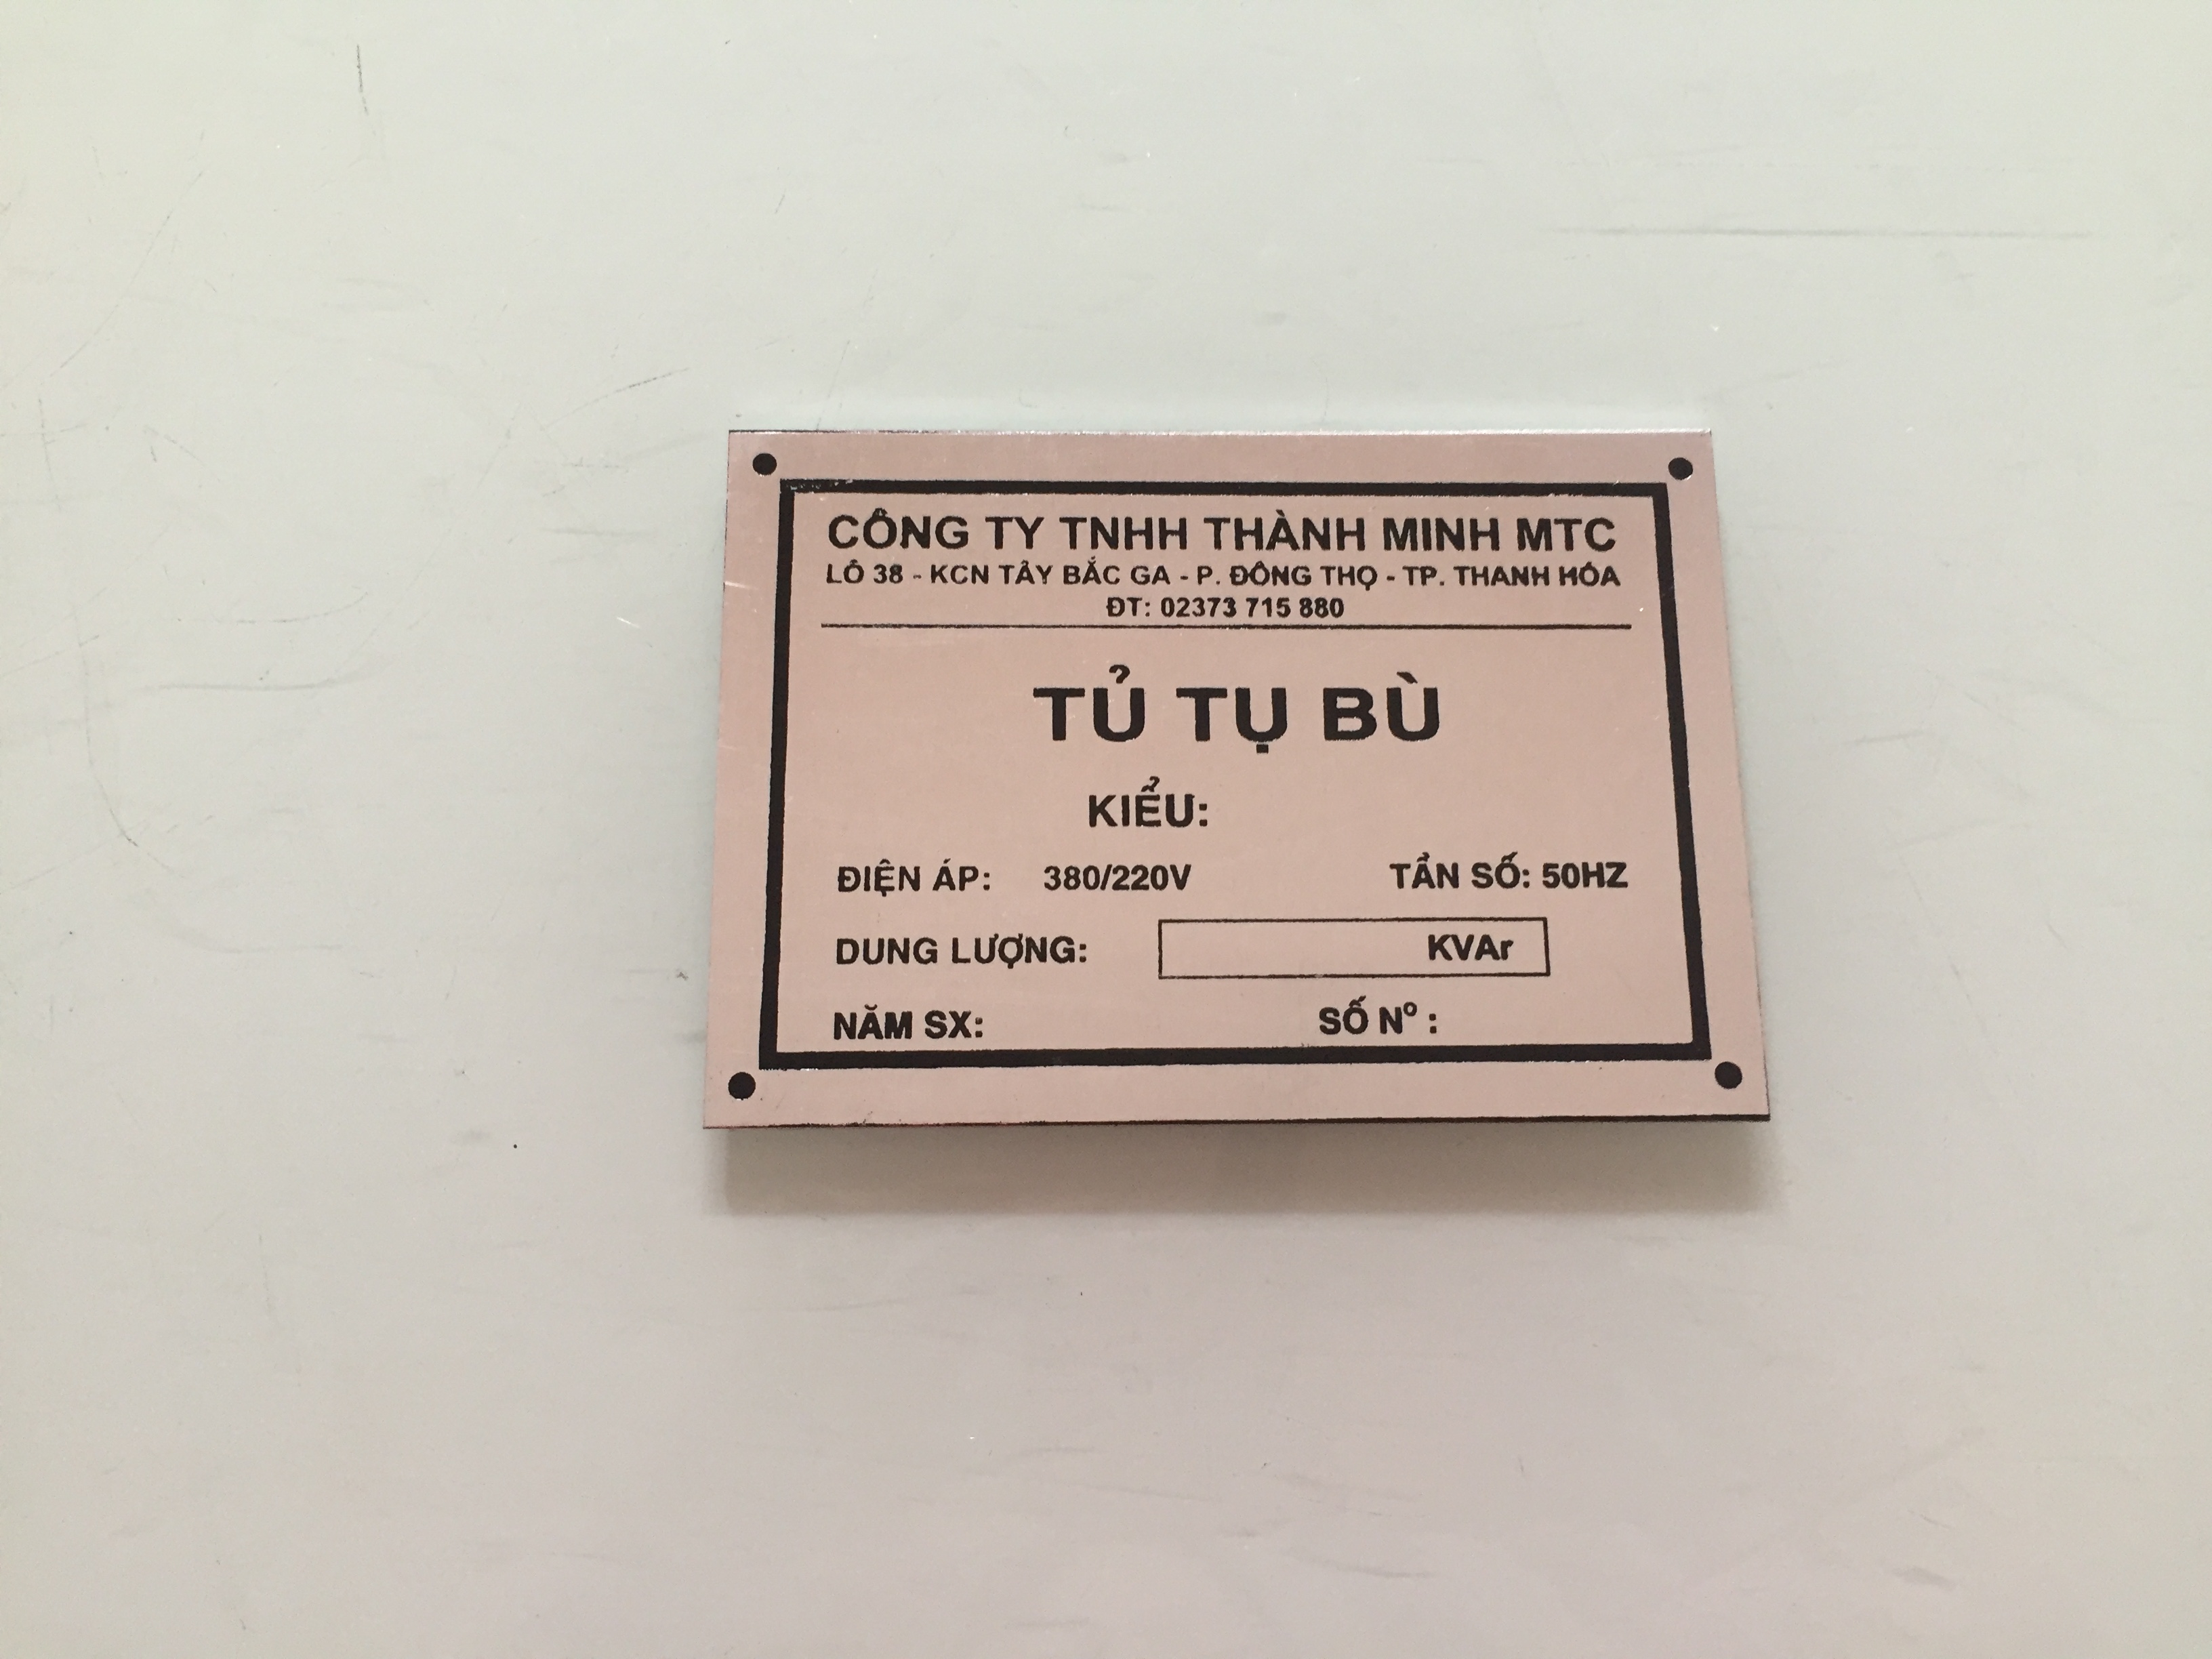 CÔNG TY TNHH THÀNH MINH MTC
LÔ 38 - KCN TÂY BẮC GA - P. ĐÔNG THỌ - TP. THANH HÓA
ĐT: 02373 715 880
TỦ TỤ BÙ
KIỂU:
ĐIỆN ÁP: 380/220V TẦN SỐ: 50HZ
DUNG LƯỢNG: KVAr
NĂM SX: SỐ Nº :